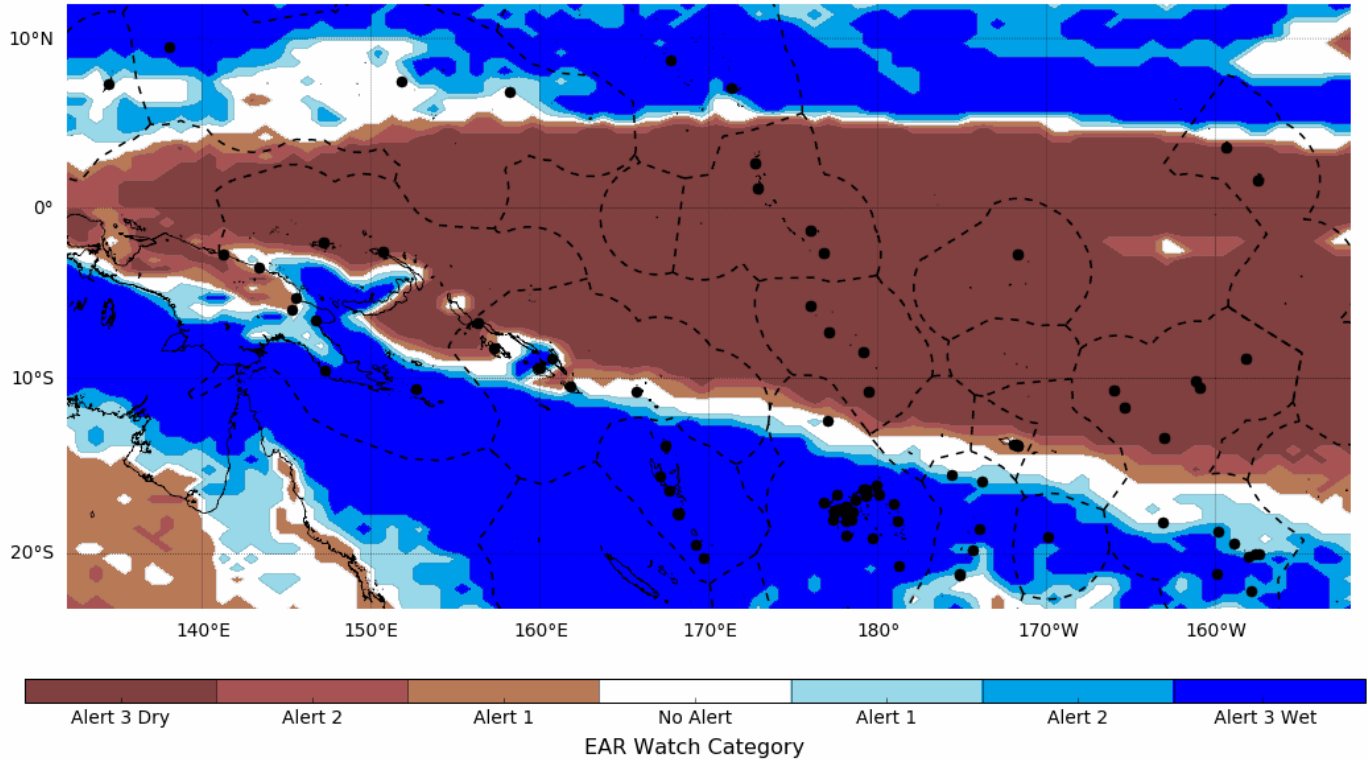 10°N
0°
10°S
20°S
140°E 150°E 160°E 170°E 180° 170°W 160°W
Alert 3 Dry Alert 2 Alert 1 No Alert Alert 1 Alert 2 Alert 3 Wet
EAR Watch Category